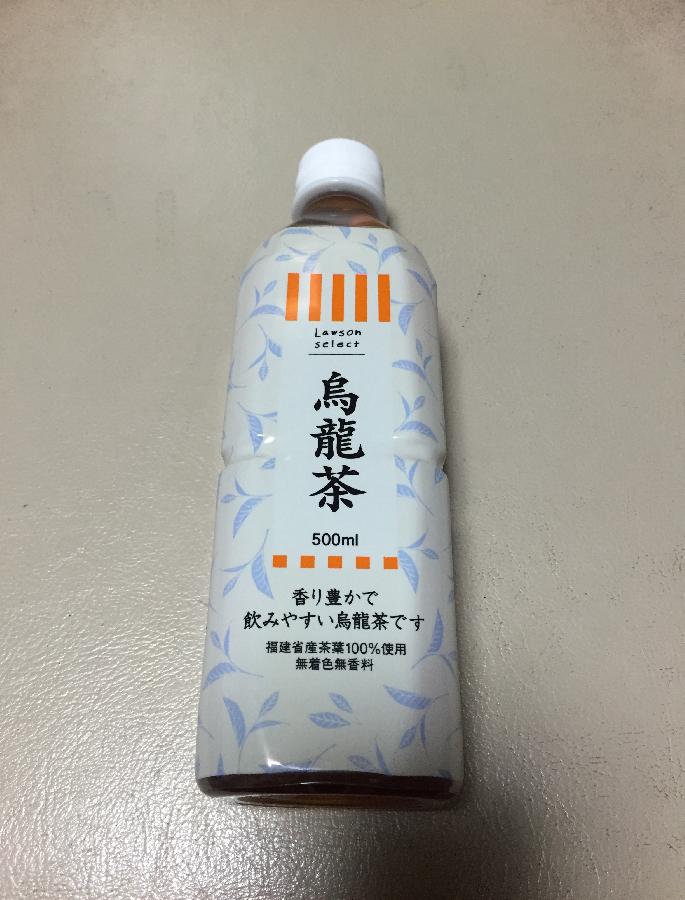 Lawson
select
烏龍茶
500ml
香り豊かで
飲みやすい烏龍茶です
福建省産茶葉100%使用
無着色無香料